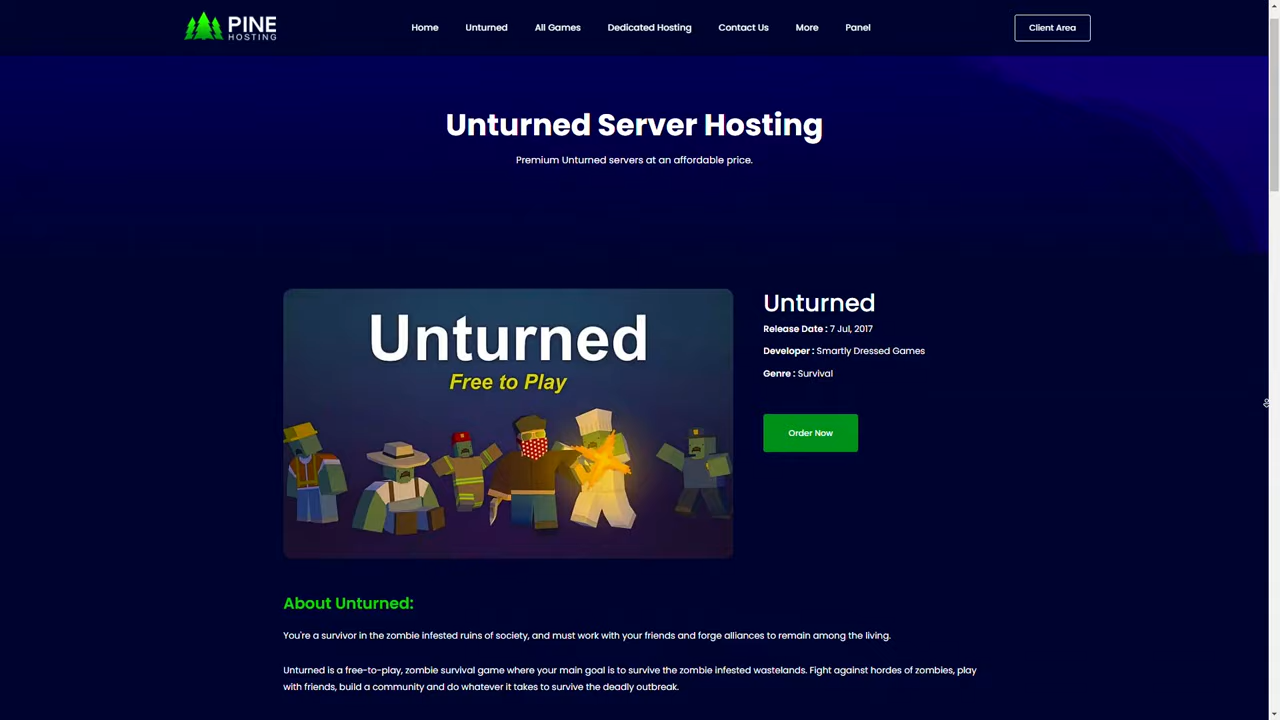 PINE
HOSTING
Home
Unturned
All Games
Dedicated Hosting
Contact Us
More
Panel
Client Area
Unturned Server Hosting
Premium Unturned servers at an affordable price.
Unturned
Free to Play
Unturned
Release Date : 7 Jul, 2017
Developer : Smartly Dressed Games
Genre : Survival
Order Now
About Unturned:
You're a survivor in the zombie infested ruins of society, and must work with your friends and forge alliances to remain among the living.
Unturned is a free-to-play, zombie survival game where your main goal is to survive the zombie infested wastelands. Fight against hordes of zombies, play
with friends, build a community and do whatever it takes to survive the deadly outbreak.